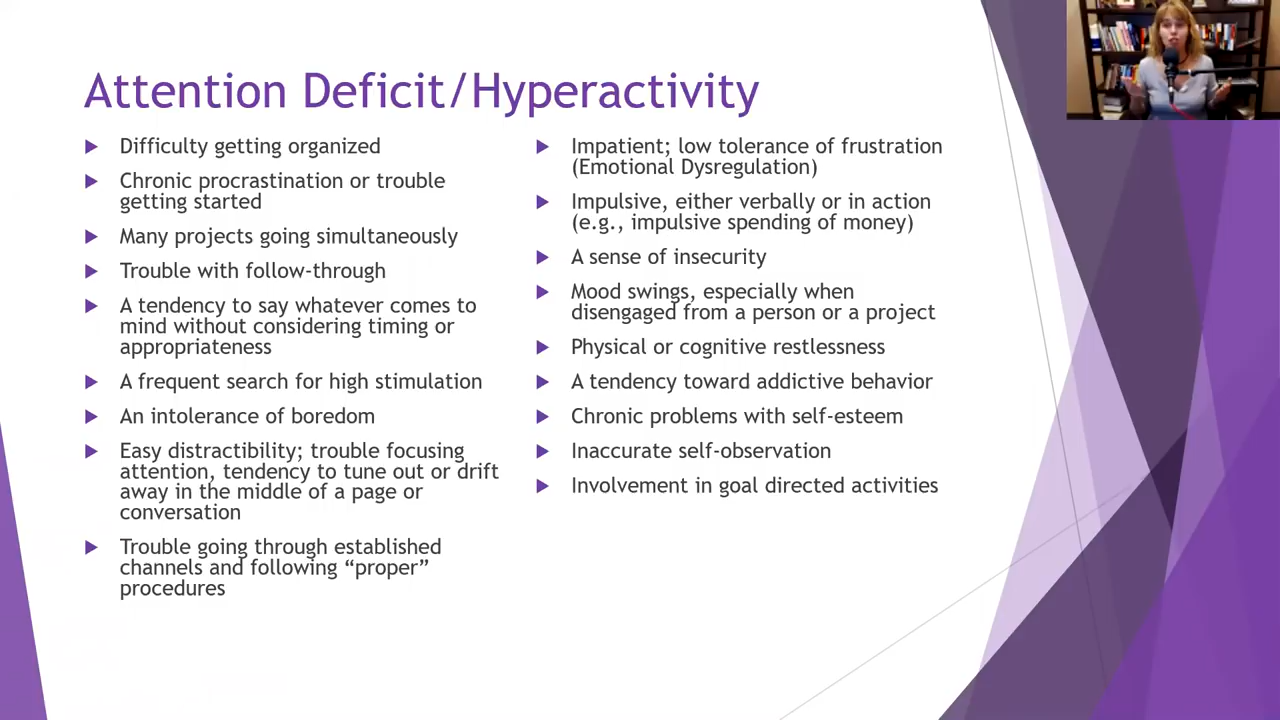 Attention Deficit/Hyperactivity
Difficulty getting organized
Chronic procrastination or trouble
getting started
Many projects going simultaneously
Trouble with follow-through
A tendency to say whatever comes to
mind without considering timing or
appropriateness
A frequent search for high stimulation
An intolerance of boredom
Easy distractibility; trouble focusing
attention, tendency to tune out or drift
away in the middle of a page or
conversation
Trouble going through established
channels and following “proper”
procedures
Impatient; low tolerance of frustration
(Emotional Dysregulation)
Impulsive, either verbally or in action
(e.g., impulsive spending of money)
A sense of insecurity
Mood swings, especially when
disengaged from a person or a project
Physical or cognitive restlessness
A tendency toward addictive behavior
Chronic problems with self-esteem
Inaccurate self-observation
Involvement in goal directed activities